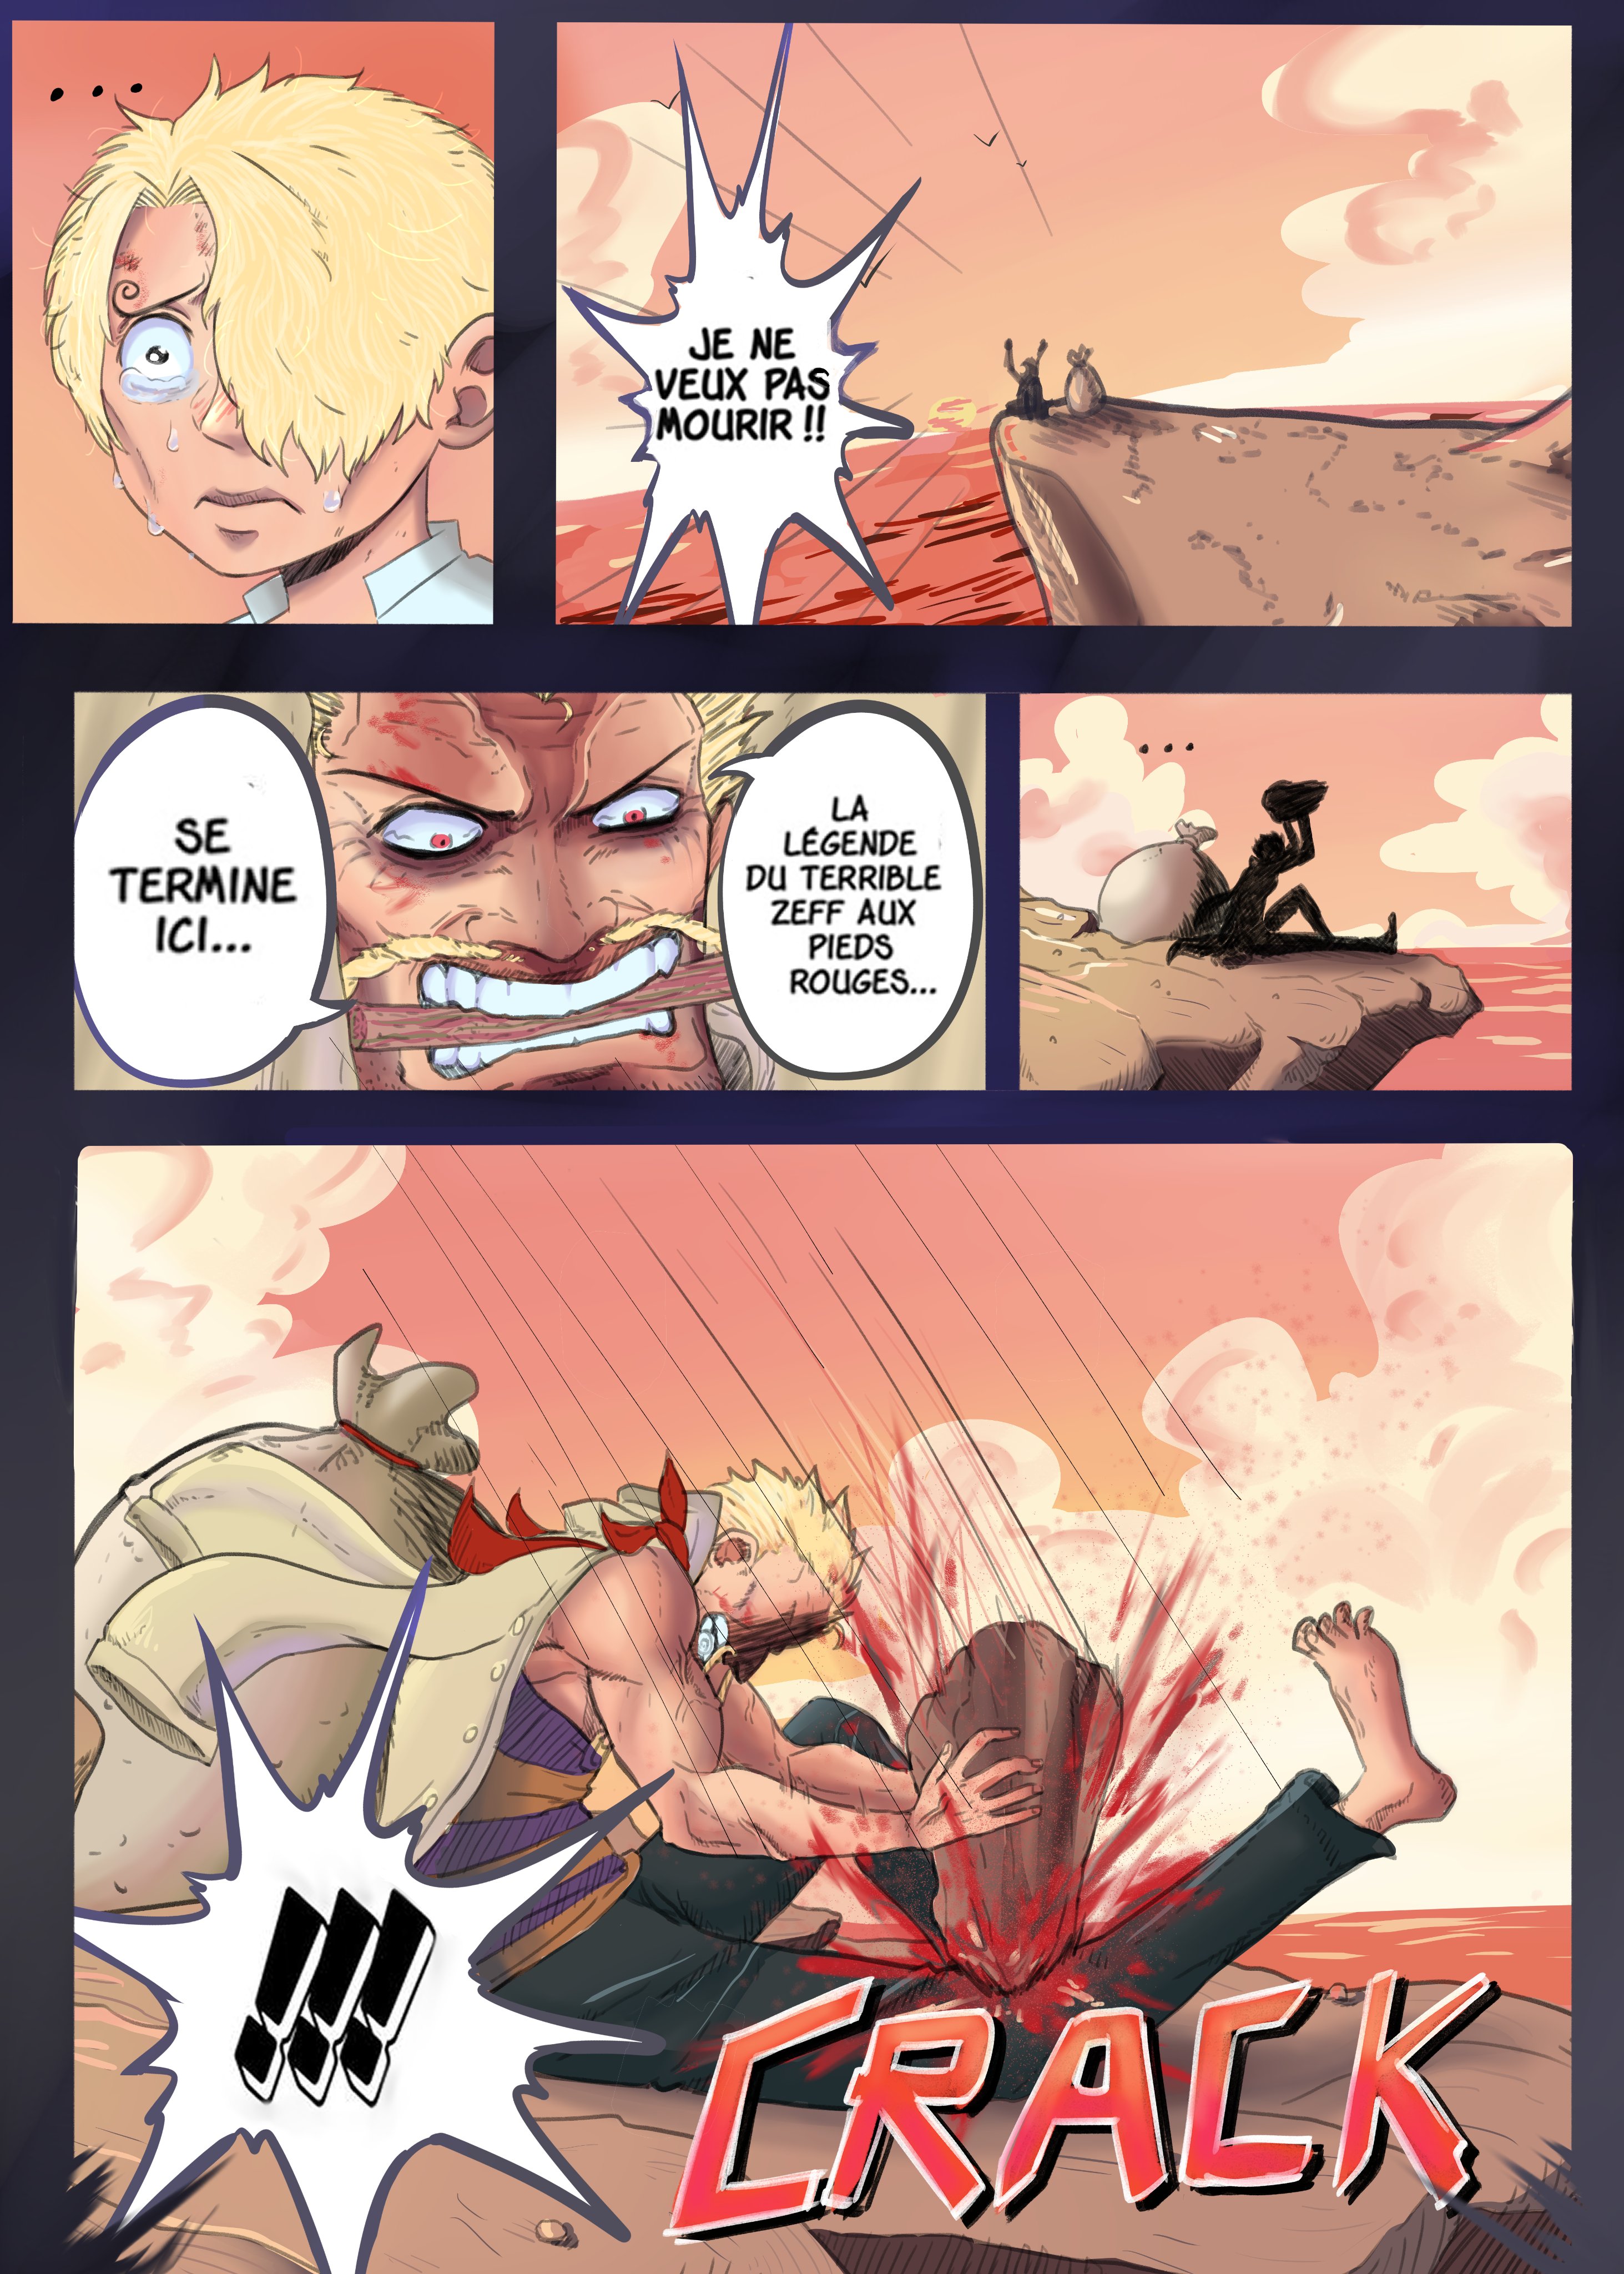 JE NE
VEUX PAS
MOURIR !!
...
...
LA
LÉGENDE
DU TERRIBLE
ZEFF AUX
PIEDS
ROUGES...
SE
TERMINE
ICI...
!!!
CRACK